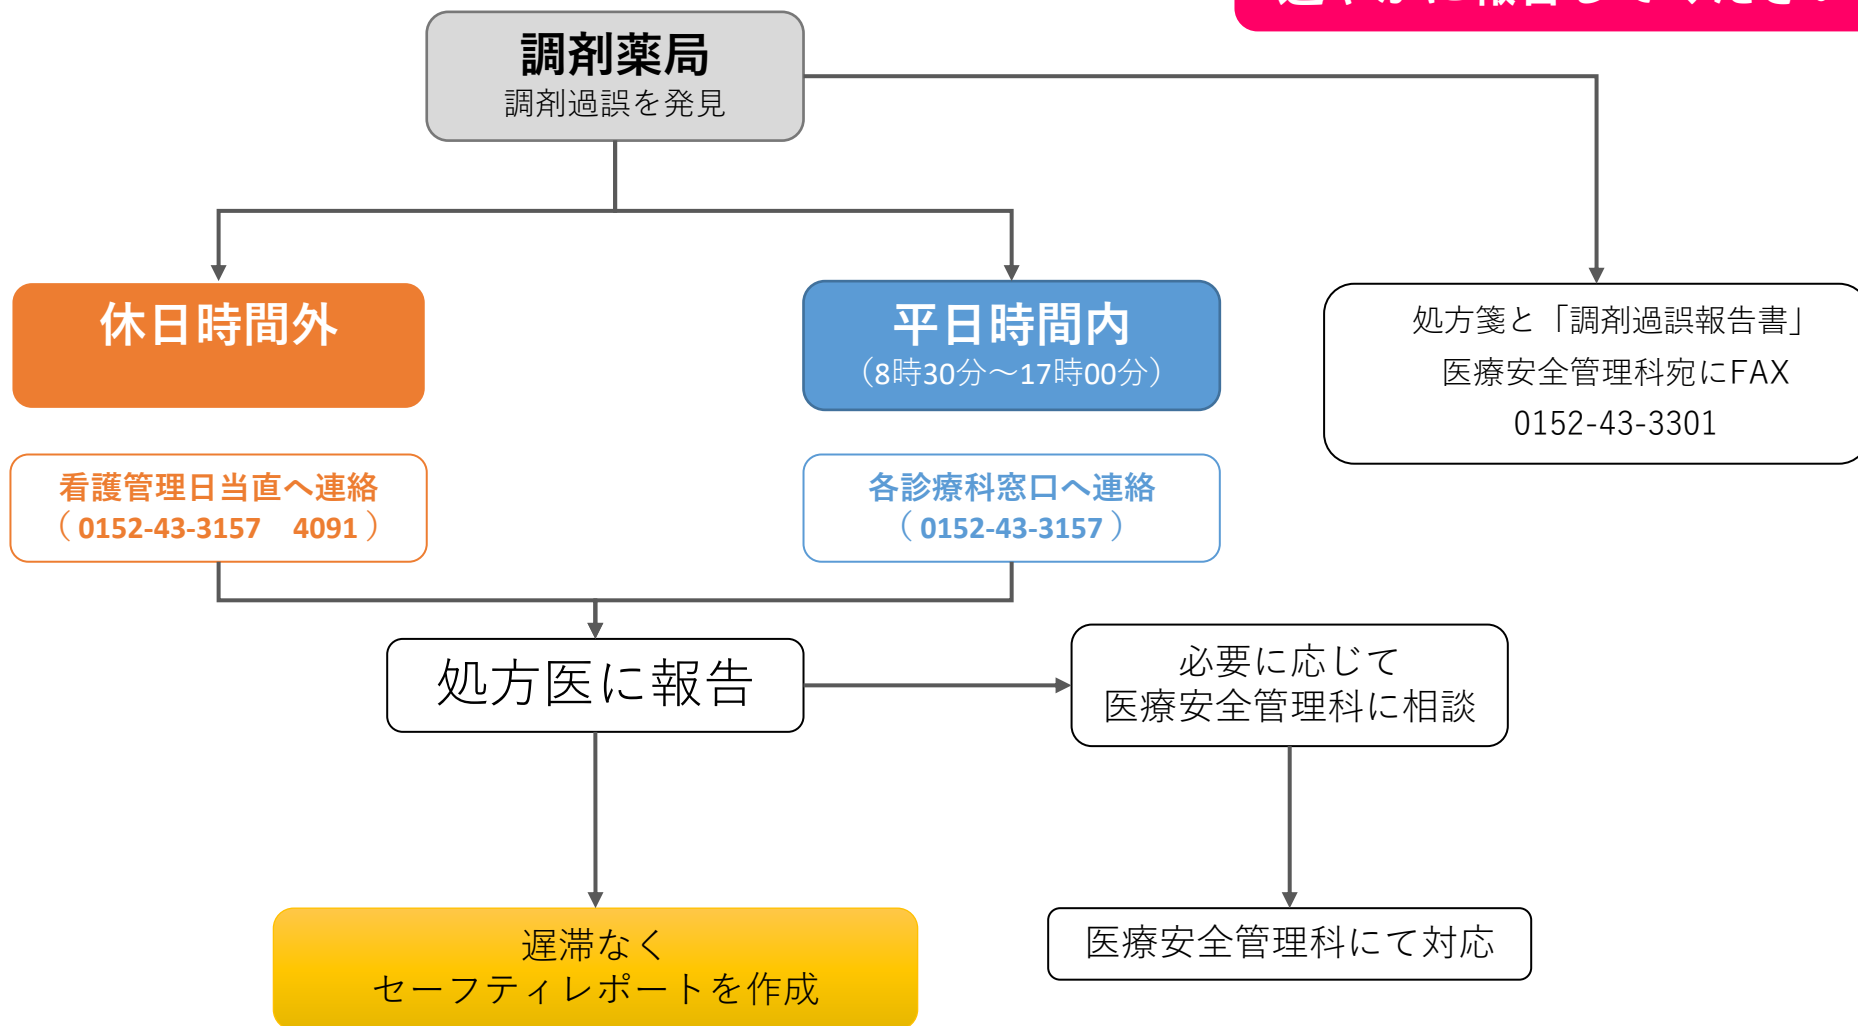 調剤薬局
調剤過誤を発見
休日時間外
平日時間内
（8時30分～17時00分）
処方箋と「調剤過誤報告書」
医療安全管理科宛にFAX
0152-43-3301
看護管理日当直へ連絡
（ 0152-43-3157　4091 ）
各診療科窓口へ連絡
（ 0152-43-3157 ）
処方医に報告
必要に応じて
医療安全管理科に相談
遅滞なく
セーフティレポートを作成
医療安全管理科にて対応